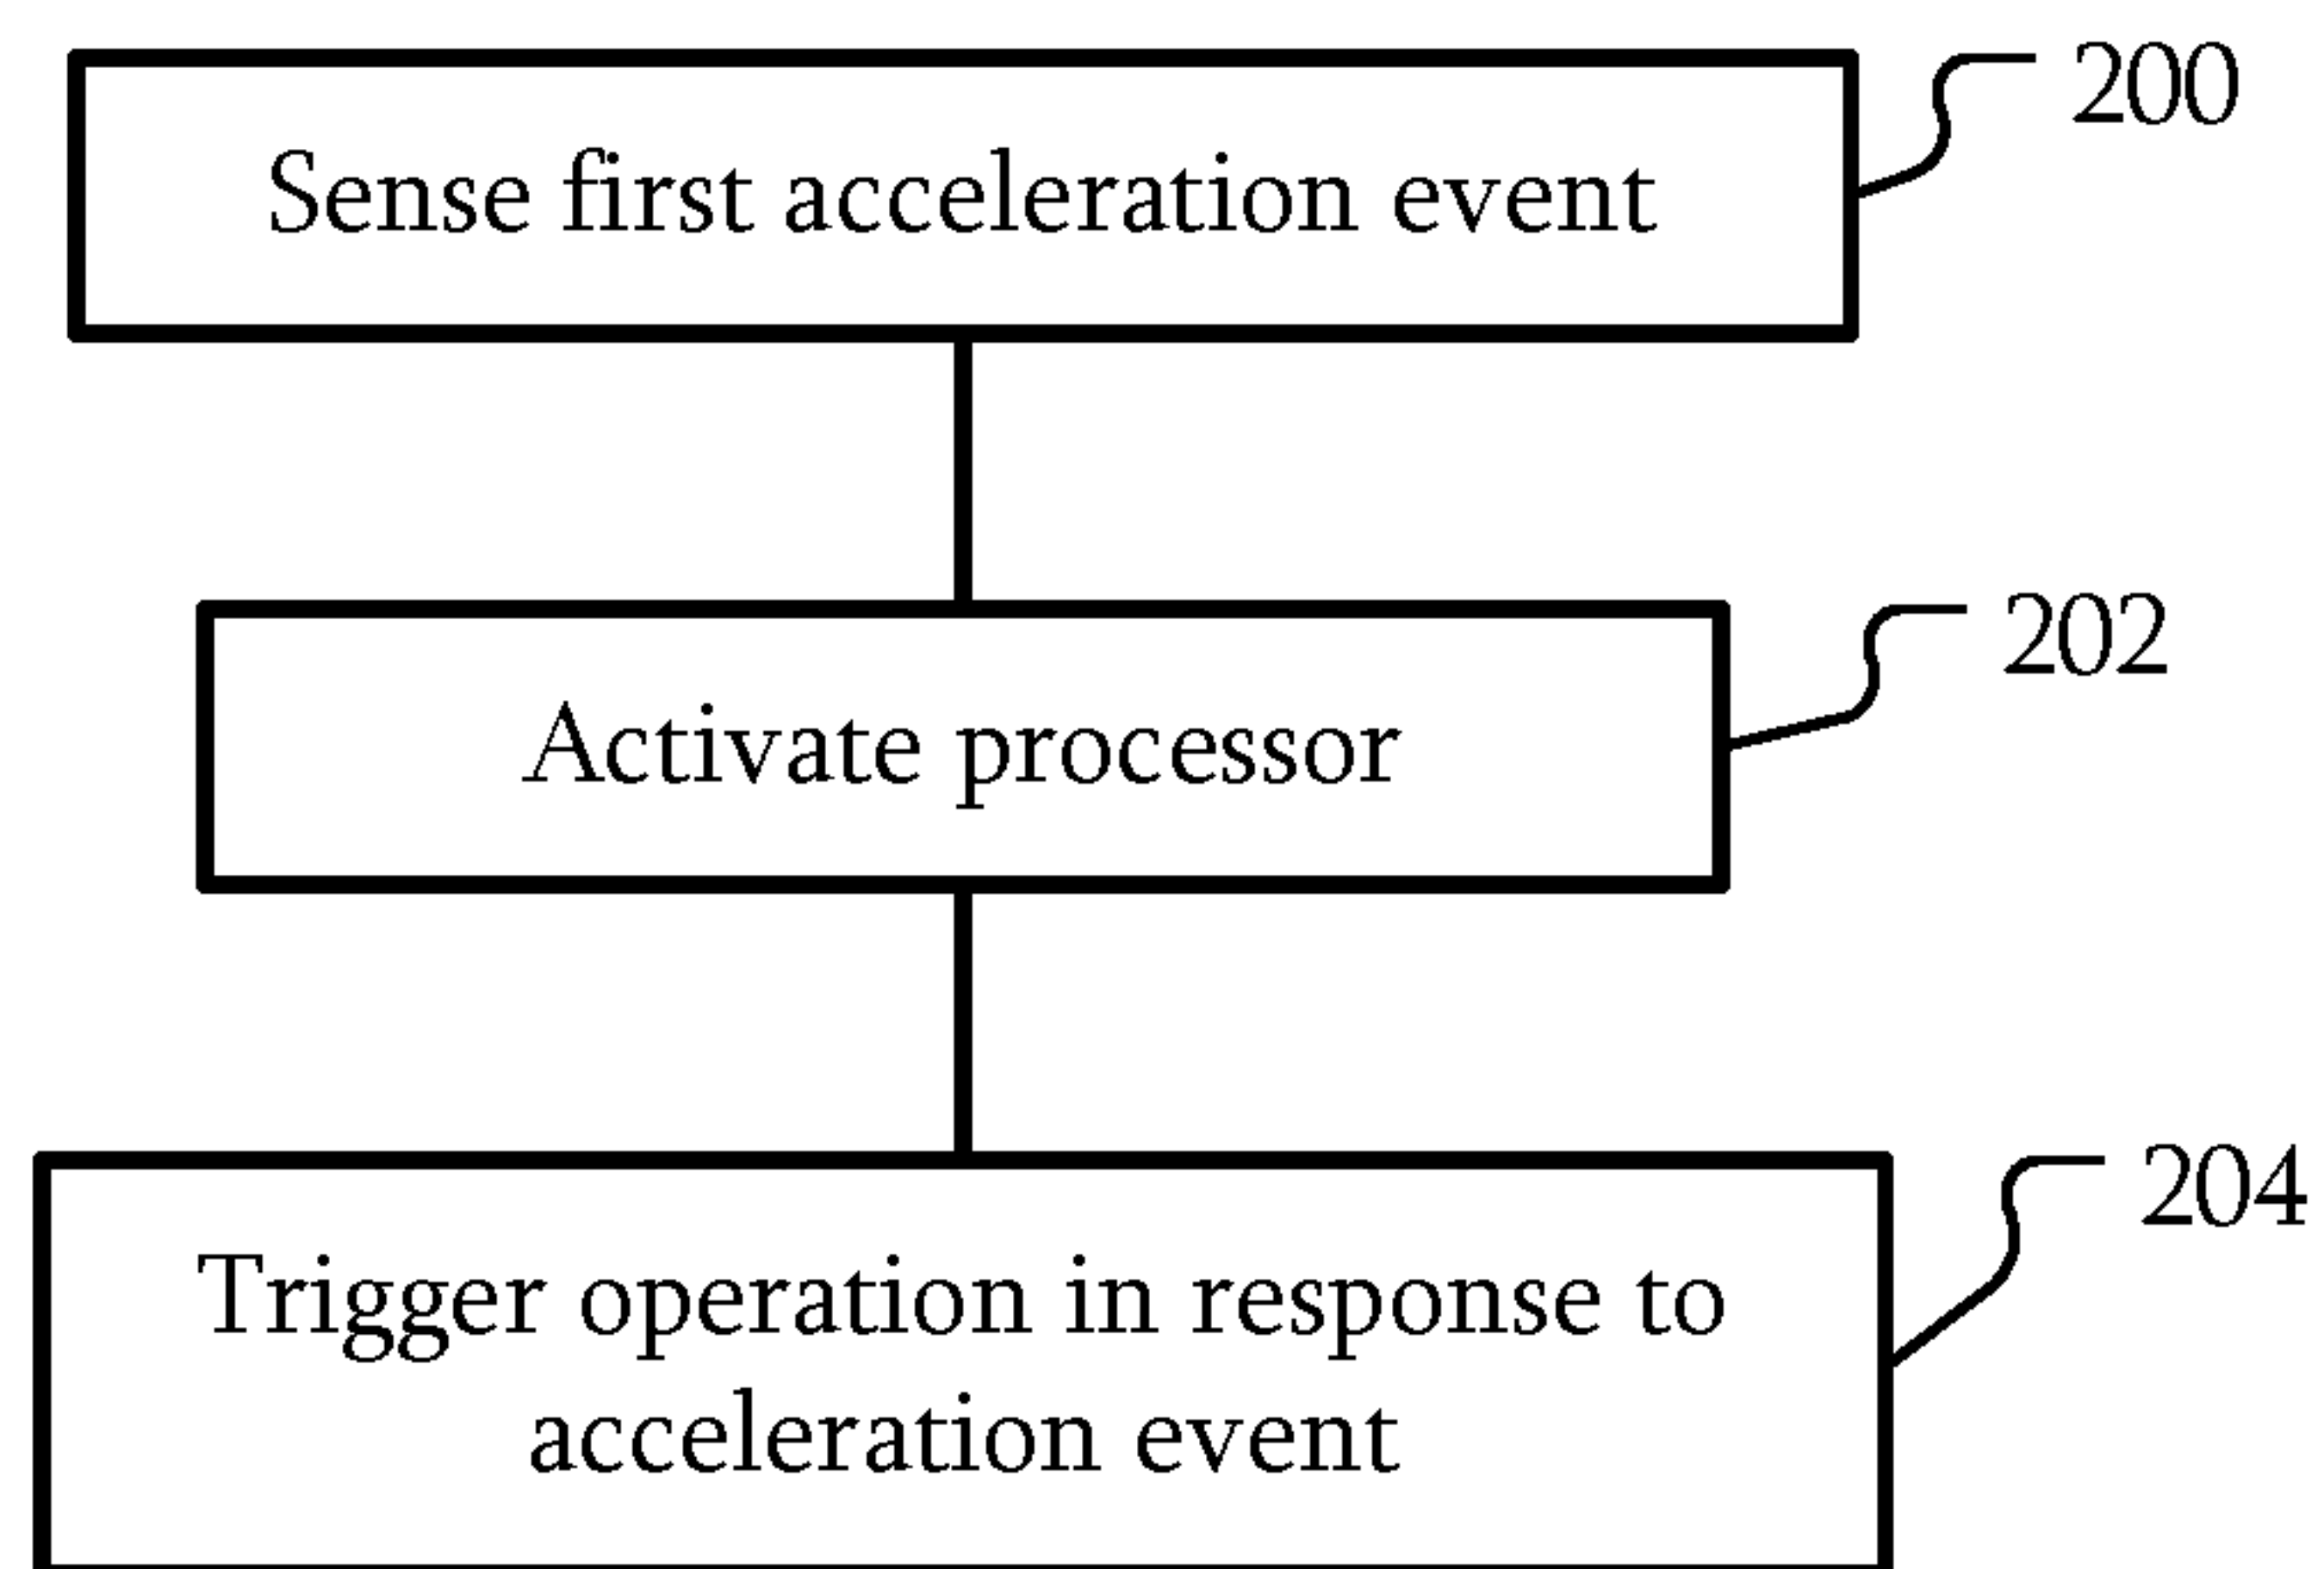 Sense first acceleration event
200
Activate processor
202
Trigger operation in response to
acceleration event
204